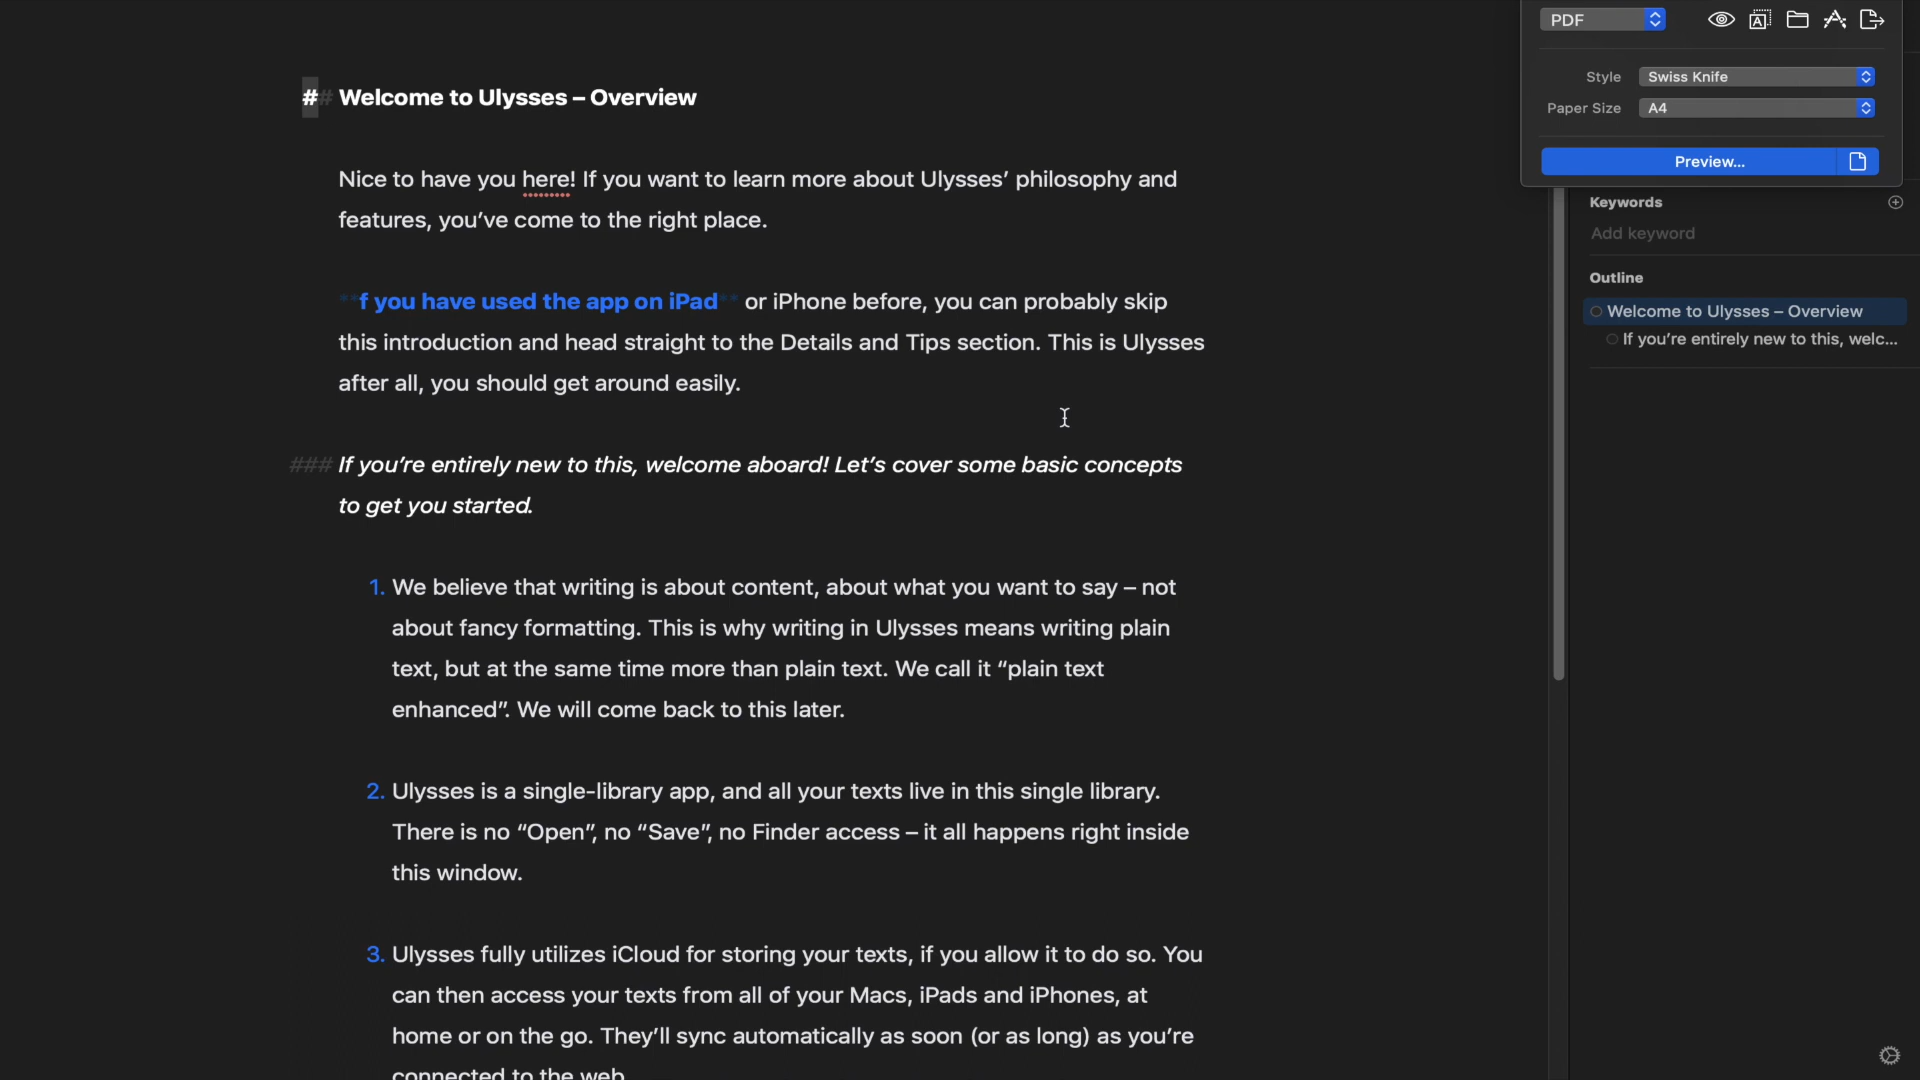 PDF
Style Swiss Knife
Paper Size A4
Preview...
## Welcome to Ulysses – Overview
Nice to have you here! If you want to learn more about Ulysses’ philosophy and
features, you’ve come to the right place.
**f you have used the app on iPad** or iPhone before, you can probably skip
this introduction and head straight to the Details and Tips section. This is Ulysses
after all, you should get around easily.
### If you’re entirely new to this, welcome aboard! Let’s cover some basic concepts
to get you started.
1. We believe that writing is about content, about what you want to say – not
about fancy formatting. This is why writing in Ulysses means writing plain
text, but at the same time more than plain text. We call it “plain text
enhanced”. We will come back to this later.
2. Ulysses is a single-library app, and all your texts live in this single library.
There is no “Open”, no “Save”, no Finder access – it all happens right inside
this window.
3. Ulysses fully utilizes iCloud for storing your texts, if you allow it to do so. You
can then access your texts from all of your Macs, iPads and iPhones, at
home or on the go. They’ll sync automatically as soon (or as long) as you’re
connected to the web.
Keywords
Add keyword
Outline
Welcome to Ulysses – Overview
If you’re entirely new to this, welc...